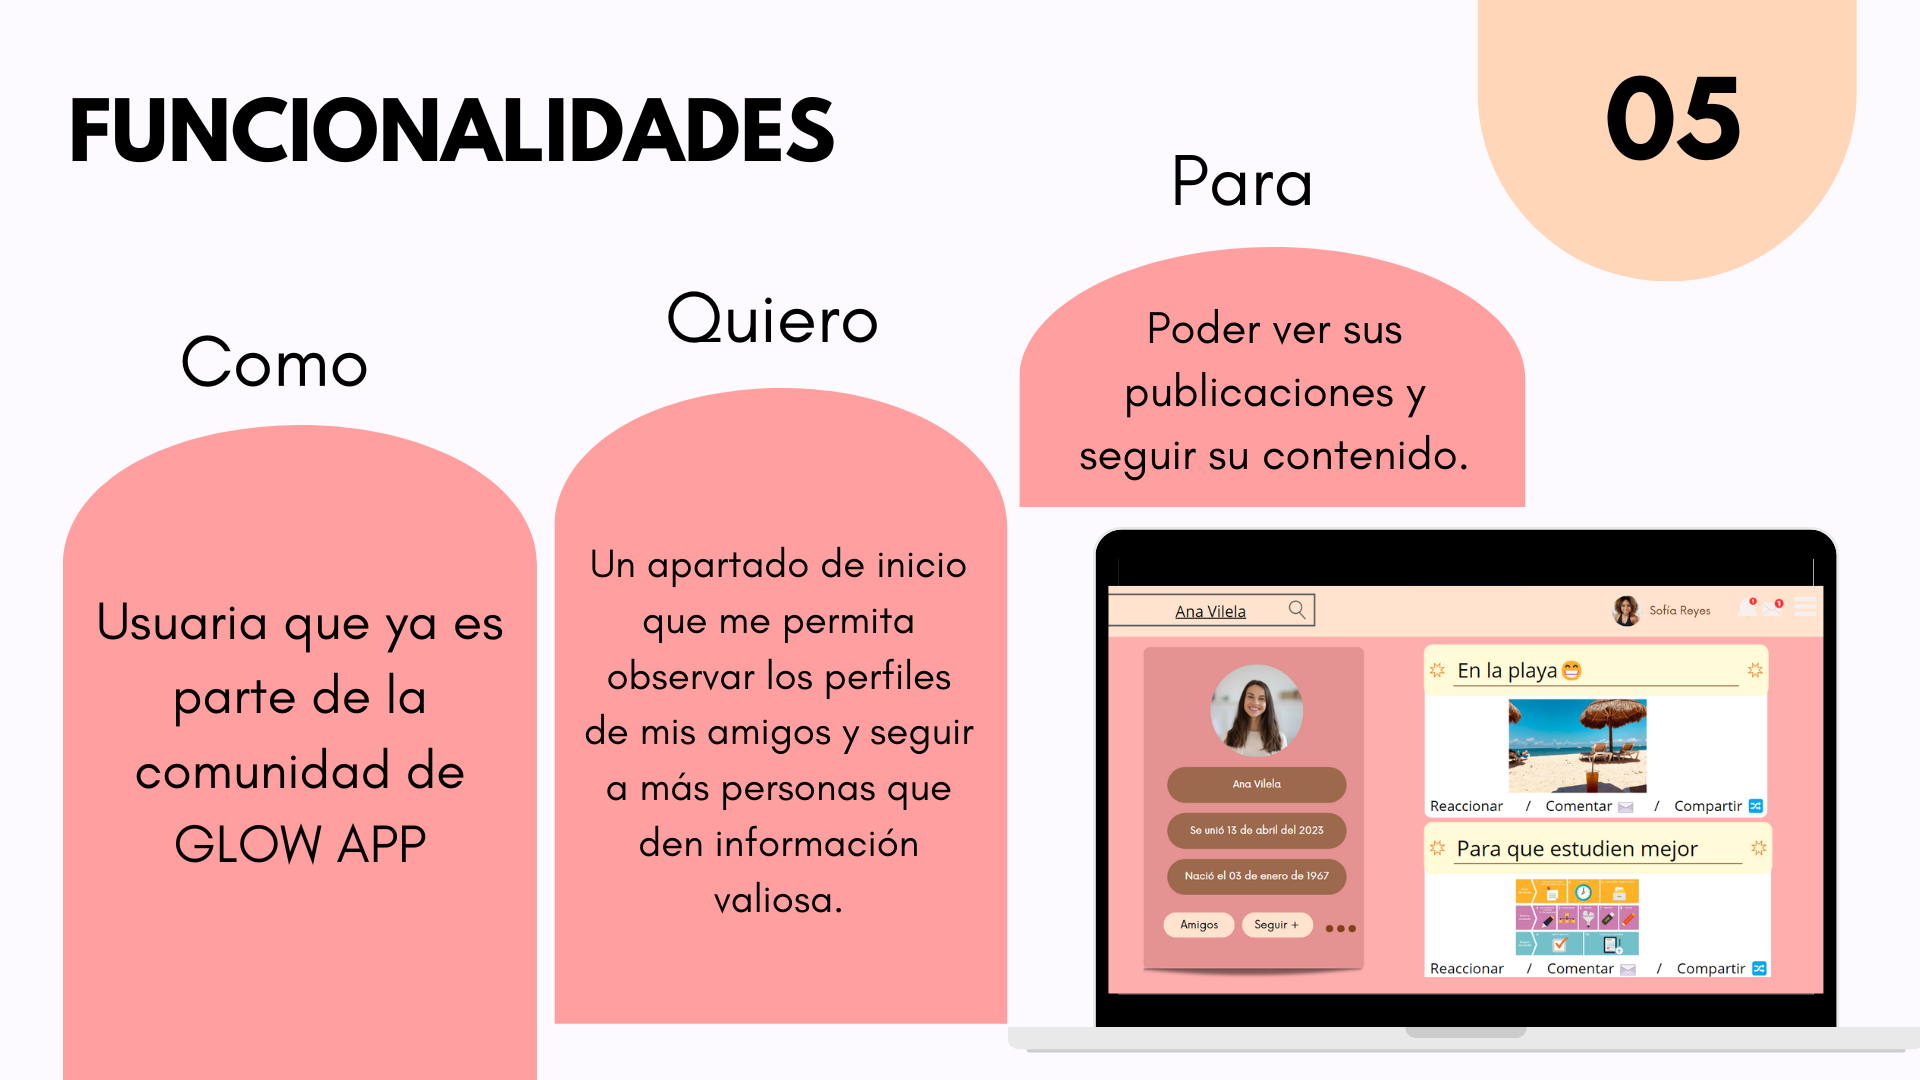 FUNCIONALIDADES
05
Como
Usuaria que ya es
parte de la
comunidad de
GLOW APP
Quiero
Un apartado de inicio
que me permita
observar los perfiles
de mis amigos y seguir
a más personas que
den información
valiosa.
Para
Poder ver sus
publicaciones y
seguir su contenido.
Ana Vilela
Sofía Reyes
Ana Vilela
Se unió 13 de abril del 2023
Nació el 03 de enero de 1967
Amigos
Seguir +
En la playa😁
Reaccionar / Comentar / Compartir
Para que estudien mejor
Reaccionar / Comentar / Compartir